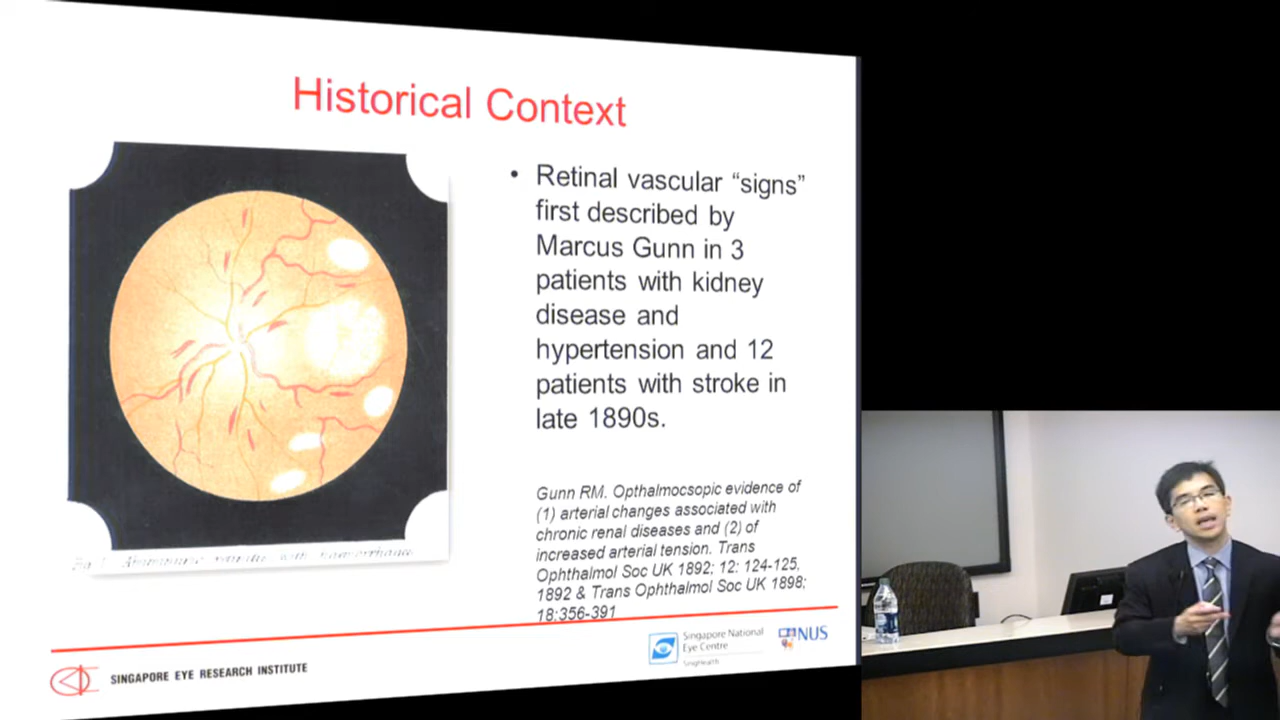 Historical Context
• Retinal vascular “signs”
first described by
Marcus Gunn in 3
patients with kidney
disease and
hypertension and 12
patients with stroke in
late 1890s.
Gunn RM. Opthalmocsopic evidence of
(1) arterial changes associated with
chronic renal diseases and (2) of
increased arterial tension. Trans
Ophthalmol Soc UK 1892; 12: 124-125,
1892 & Trans Ophthalmol Soc UK 1898;
18:356-391
with haemorrhages
SINGAPORE EYE RESEARCH INSTITUTE
Singapore National
Eye Centre
SingHealth
NUS